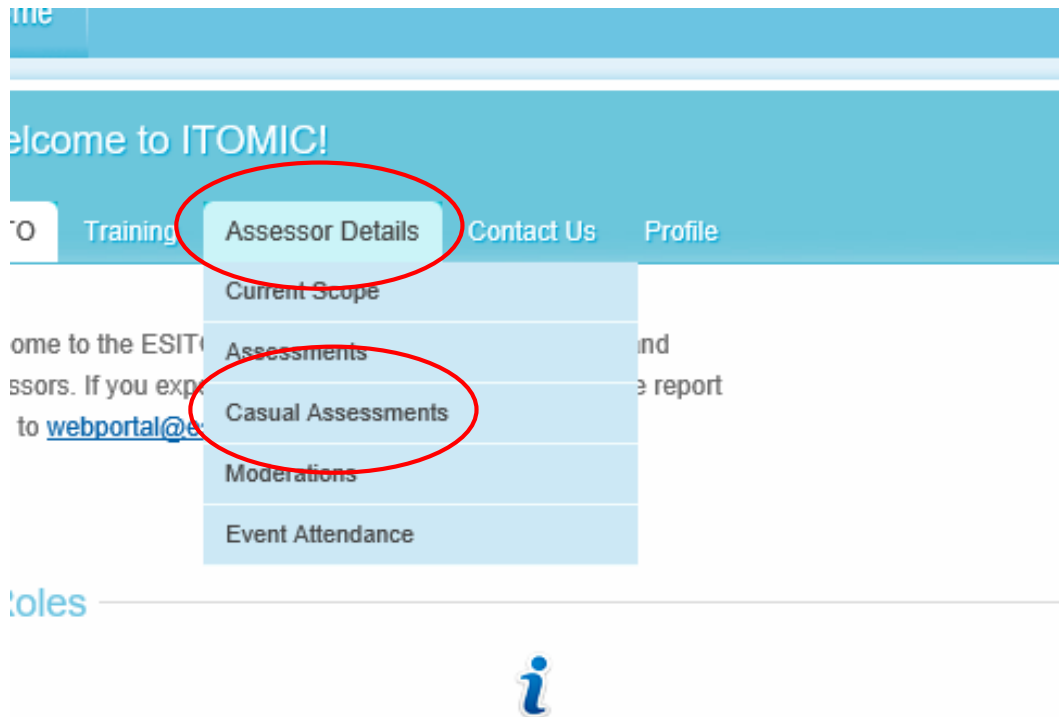 me
elcome to ITOMIC!
TO Training Assessor Details Contact Us Profile
Current Scope
ome to the ESIT Assessments nd
ssors. If you exp e report
Casual Assessments
to webportal@e
Moderations
Event Attendance
oles